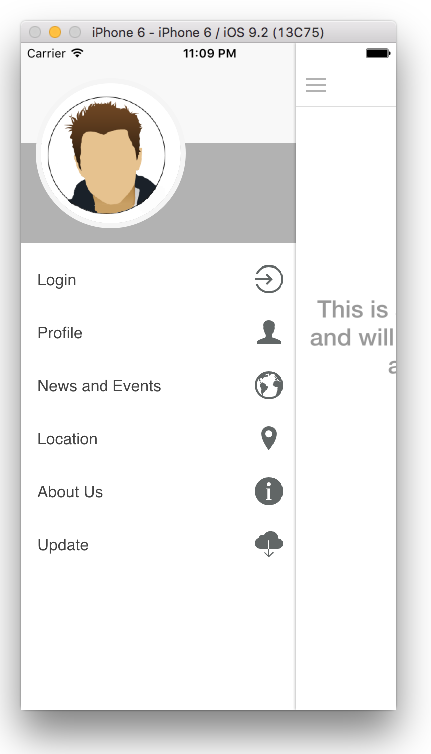 iPhone 6 - iPhone 6 / iOS 9.2 (13C75)
Carrier 11:09 PM
Login
Profile
News and Events
Location
About Us
Update
This is
and will
a